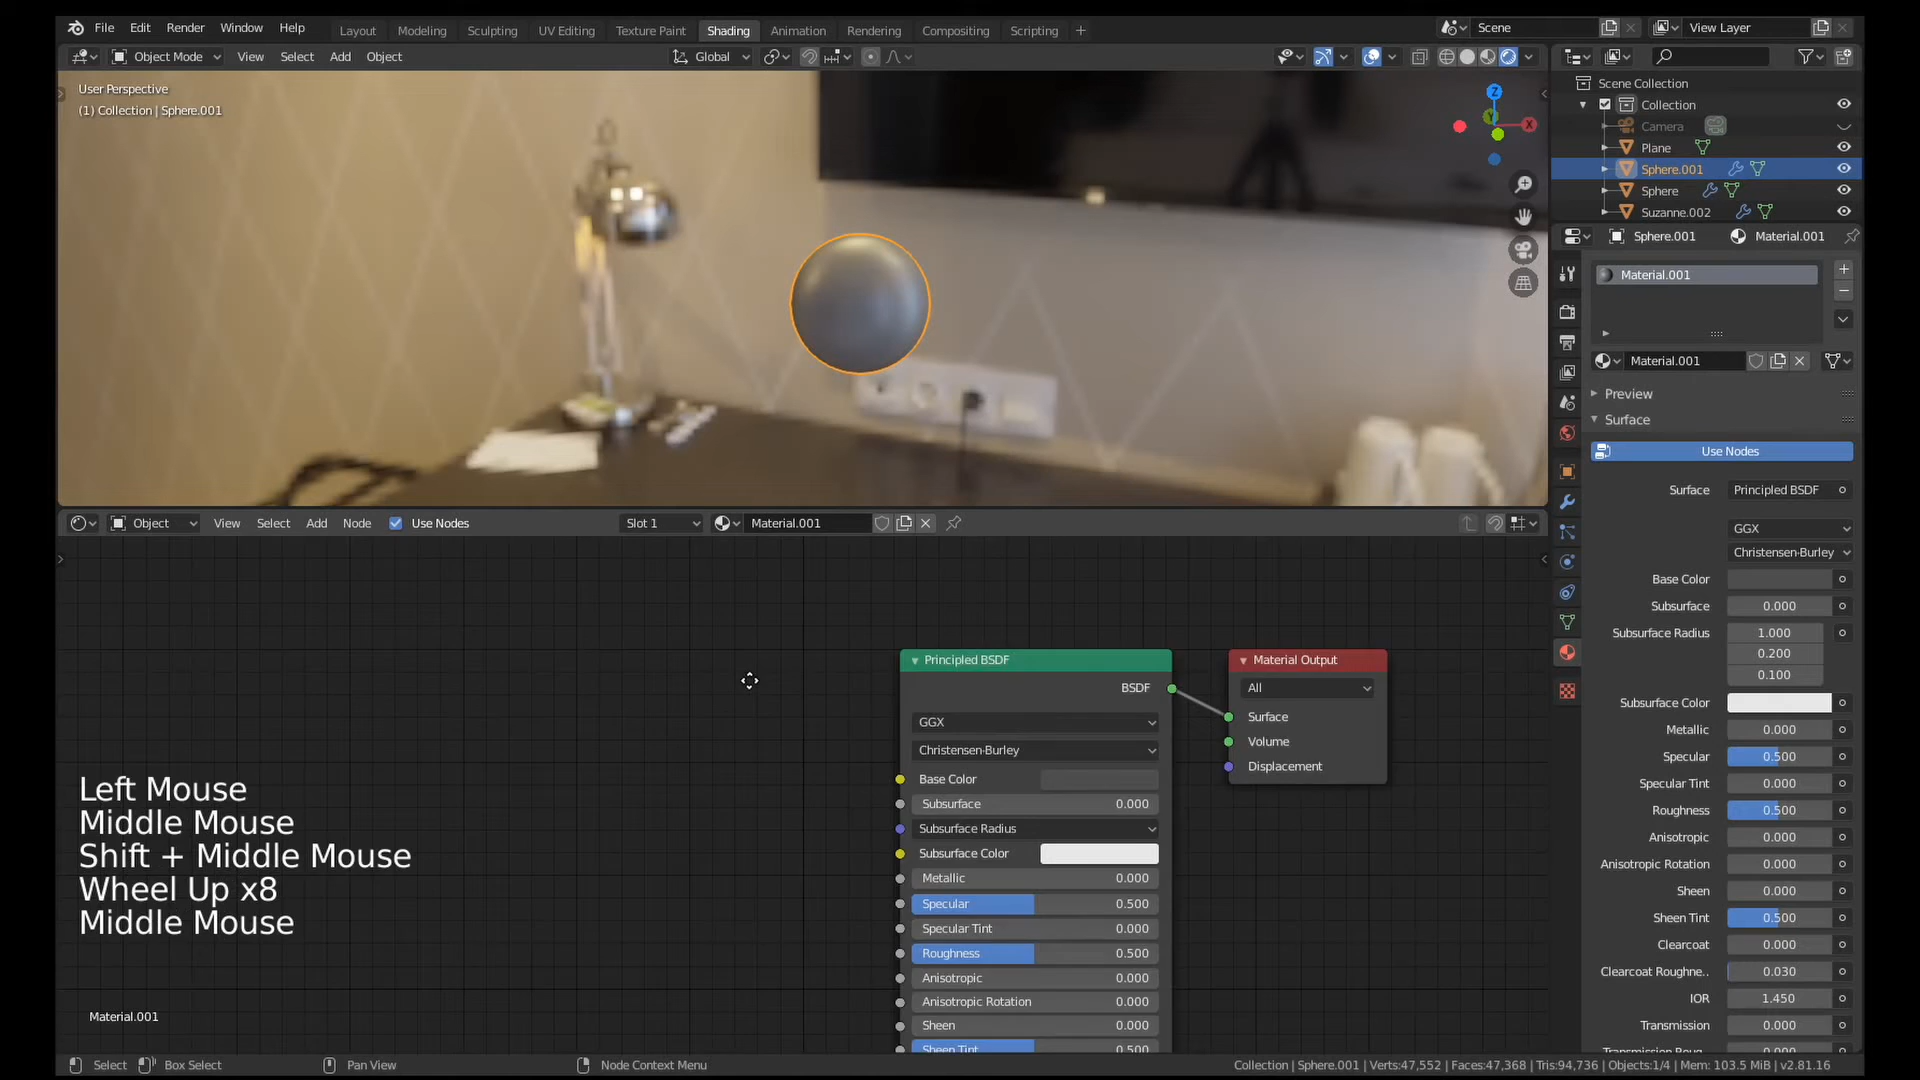 File Edit Render Window Help Layout Modeling Sculpting UV Editing Texture Paint Shading Animation Rendering Compositing Scripting + Scene View Layer
Object Mode View Select Add Object Global
User Perspective
(1) Collection | Sphere.001
Z
X
Scene Collection
Collection
Camera
Plane
Sphere.001
Sphere
Suzanne.002
Sphere.001 Material.001
Material.001
Material.001
Preview
Surface
Use Nodes
Surface Principled BSDF
GGX
Christensen-Burley
Base Color
Subsurface 0.000
Subsurface Radius 1.000
0.200
0.100
Subsurface Color
Metallic 0.000
Specular 0.500
Specular Tint 0.000
Roughness 0.500
Anisotropic 0.000
Anisotropic Rotation 0.000
Sheen 0.000
Sheen Tint 0.500
Clearcoat 0.000
Clearcoat Roughne.. 0.030
IOR 1.450
Transmission 0.000
Object View Select Add Node Use Nodes Slot 1 Material.001
Principled BSDF
BSDF
GGX
Christensen-Burley
Base Color
Subsurface 0.000
Subsurface Radius
Subsurface Color
Metallic 0.000
Specular 0.500
Specular Tint 0.000
Roughness 0.500
Anisotropic 0.000
Anisotropic Rotation 0.000
Sheen 0.000
Sheen Tint 0.500
Material Output
All
Surface
Volume
Displacement
Left Mouse
Middle Mouse
Shift + Middle Mouse
Wheel Up x8
Middle Mouse
Material.001
Select Box Select Pan View Node Context Menu Collection | Sphere.001 | Verts:47,552 | Faces:47,368 | Tris:94,736 | Objects:1/4 | Mem: 103.5 MiB | v2.81.16